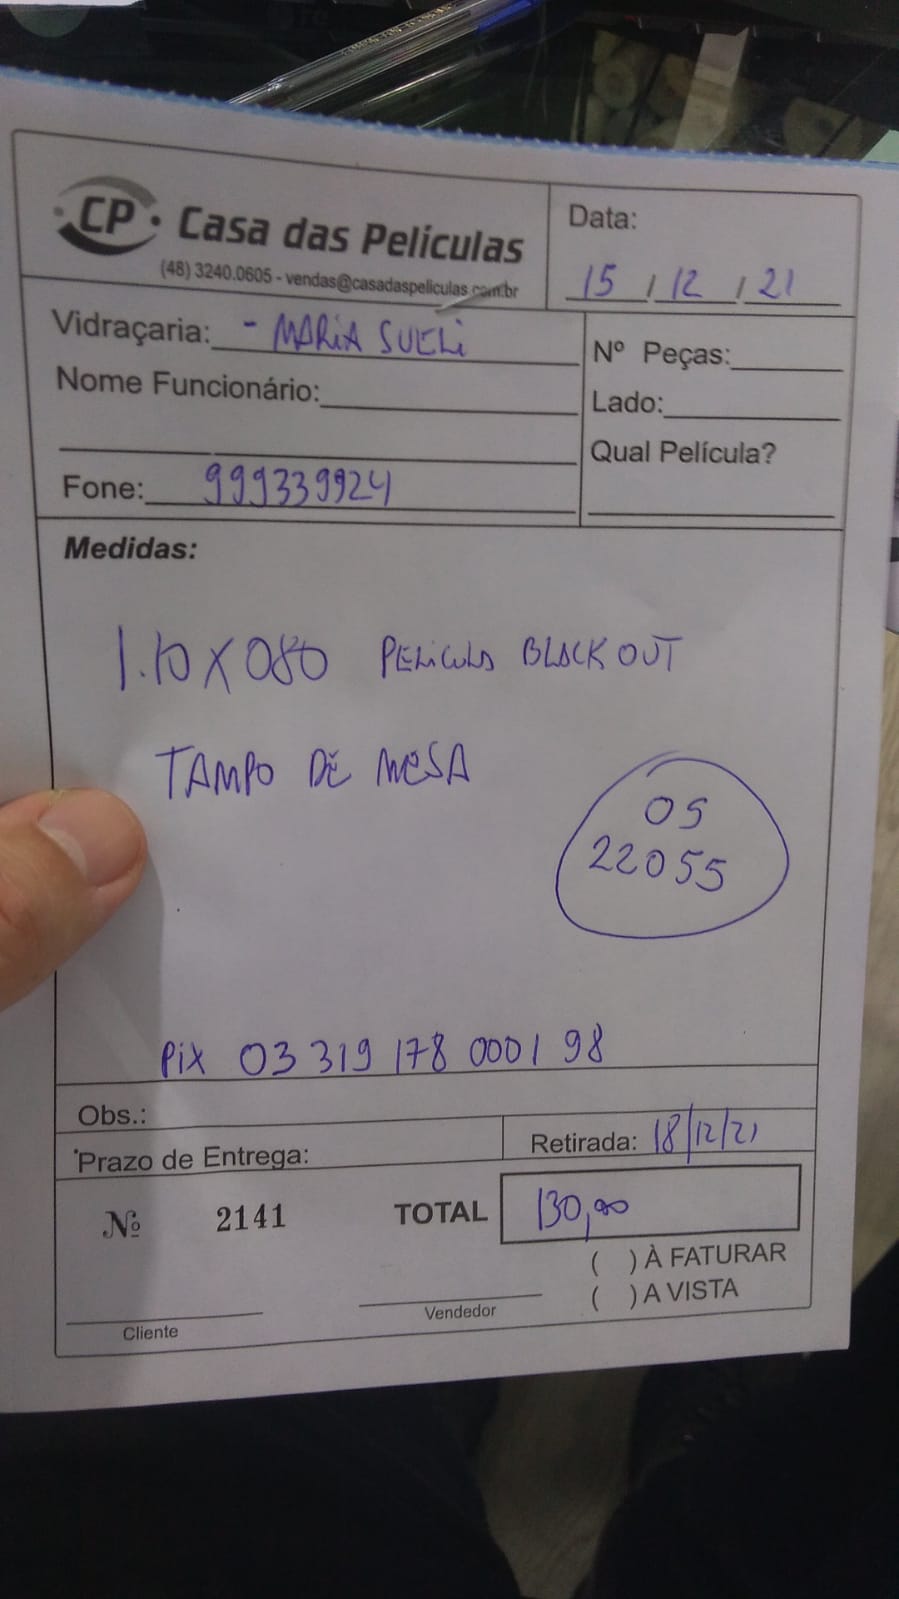 CP Casa das Películas
(48) 3240.0605 - vendas@casadaspeliculas.com.br
Data:
15 / 12 / 21
Vidraçaria: - MARIA SUELI
Nº Peças:
Nome Funcionário:
Lado:
Qual Película?
Fone: 999339924
Medidas:
1.10 X 080 PELICULA BLACK OUT
TAMPO DE MESA
OS
22055
PIX 03 319 178 0001 98
Obs.:
Prazo de Entrega:
Retirada: 18/12/21
Nº 2141
TOTAL 130,00
( ) À FATURAR
( ) A VISTA
Cliente
Vendedor